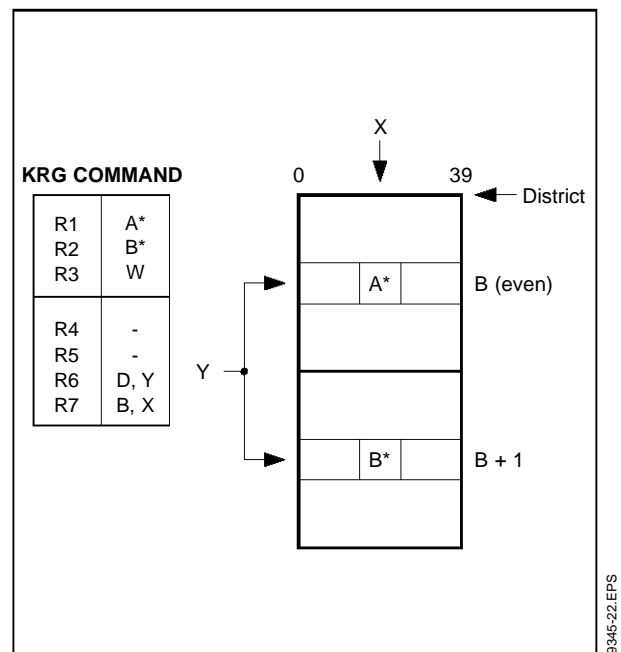 X
KRG COMMAND
0 39
District
R1 A*
R2 B*
R3 W
A* B (even)
R4 -
R5 -
R6 D, Y
R7 B, X
Y
B* B + 1
9345-22.EPS